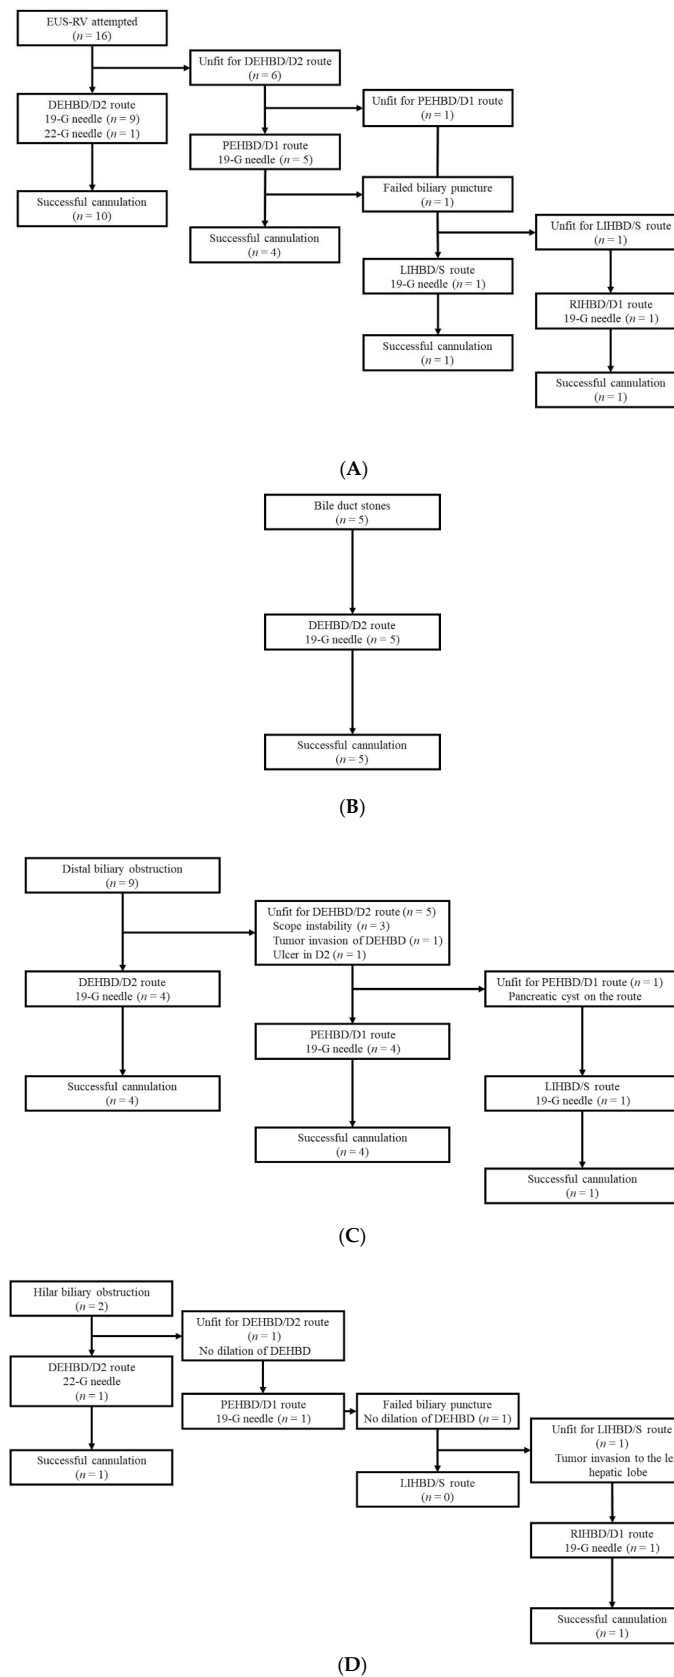 EUS-RV attempted
(n = 16)
Unfit for DEHBD/D2 route
(n = 6)
DEHBD/D2 route
19-G needle (n = 9)
22-G needle (n = 1)
Unfit for PEHBD/D1 route
(n = 1)
PEHBD/D1 route
19-G needle (n = 5)
Successful cannulation
(n = 10)
Failed biliary puncture
(n = 1)
Successful cannulation
(n = 4)
Unfit for LIHBD/S route
(n = 1)
LIHBD/S route
19-G needle (n = 1)
RIHBD/D1 route
19-G needle (n = 1)
Successful cannulation
(n = 1)
Successful cannulation
(n = 1)
(A)
Bile duct stones
(n = 5)
DEHBD/D2 route
19-G needle (n = 5)
Successful cannulation
(n = 5)
(B)
Distal biliary obstruction
(n = 9)
Unfit for DEHBD/D2 route (n = 5)
Scope instability (n = 3)
Tumor invasion of DEHBD (n = 1)
Ulcer in D2 (n = 1)
DEHBD/D2 route
19-G needle (n = 4)
Unfit for PEHBD/D1 route (n = 1)
Pancreatic cyst on the route
PEHBD/D1 route
19-G needle (n = 4)
Successful cannulation
(n = 4)
LIHBD/S route
19-G needle (n = 1)
Successful cannulation
(n = 4)
Successful cannulation
(n = 1)
(C)
Hilar biliary obstruction
(n = 2)
Unfit for DEHBD/D2 route
(n = 1)
No dilation of DEHBD
DEHBD/D2 route
22-G needle
(n = 1)
PEHBD/D1 route
19-G needle (n = 1)
Failed biliary puncture
No dilation of DEHBD (n = 1)
Unfit for LIHBD/S route
(n = 1)
Tumor invasion to the le
hepatic lobe
Successful cannulation
(n = 1)
LIHBD/S route
(n = 0)
RIHBD/D1 route
19-G needle (n = 1)
Successful cannulation
(n = 1)
(D)